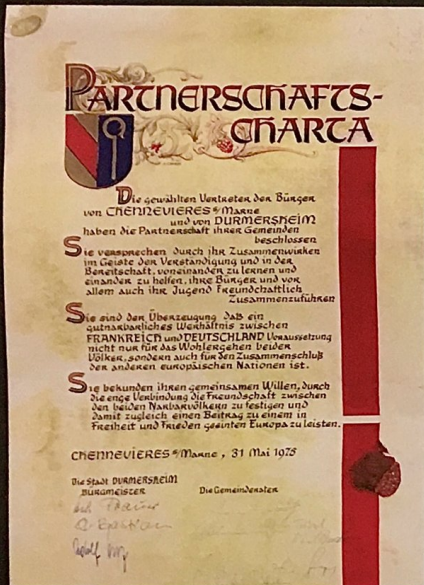 PARTNERSCHAFTS-
CHARTA
Die gewählten Vertreter der Bürger
von CHENNEVIERES s/Marne
und von DURMERSHEIM
haben die Partnerschaft ihrer Gemeinden
beschlossen
Sie versprechen durch ihr Zusammenwirken
im Geiste der Verständigung und in der
Bereitschaft, voneinander zu lernen und
einander zu helfen, ihre Bürger und vor
allem auch ihr Jugend freundschaftlich
Zusammenzuführen
Sie sind der Überzeugung daß ein
gutnachbarliches Verhältnis zwischen
FRANKREICH und DEUTSCHLAND Voraussetzung
nicht nur für das Wohlergehen beider
Völker, sondern auch für den Zusammenschluß
der anderen europäischen Nationen ist.
Sie bekunden ihren gemeinsamen Willen, durch
die enge Verbindung die Freundschaft zwischen
den beiden Nachbarvölkern zu festigen und
damit zugleich einen Beitrag zu einem in
Freiheit und Frieden geeinten Europa zu leisten.
CHENNEVIERES s/Marne, 31 Mai 1975
Die Stadt DURMERSHEIM
BÜRGMEISTER
Die Gemeinderäter